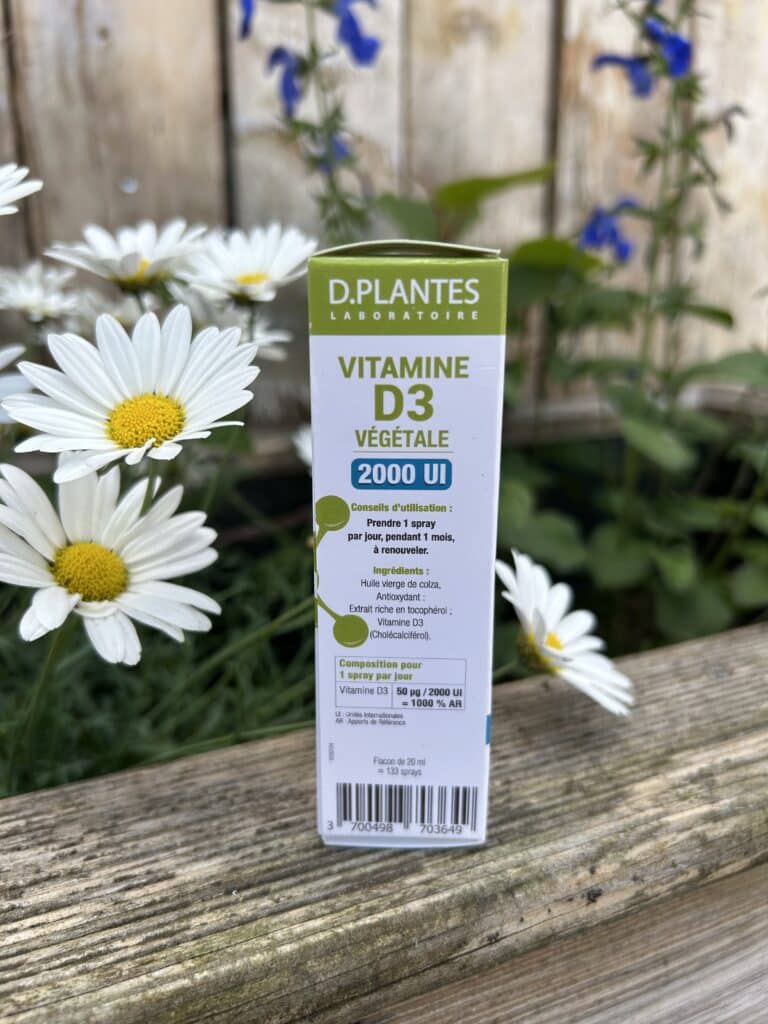 D.PLANTES
LABORATOIRE
VITAMINE
D3
VÉGÉTALE
2000 UI
Conseils d'utilisation :
Prendre 1 spray
par jour, pendant 1 mois,
à renouveler.
Ingrédients :
Huile vierge de colza,
Antioxydant :
Extrait riche en tocophérol ;
Vitamine D3
(Cholécalciférol).
Composition pour
1 spray par jour
Vitamine D3 50 µg / 2000 UI
= 1000 % AR
UI : Unités Internationales
AR : Apports de Référence
Flacon de 20 ml
= 133 sprays
3 700498 703649